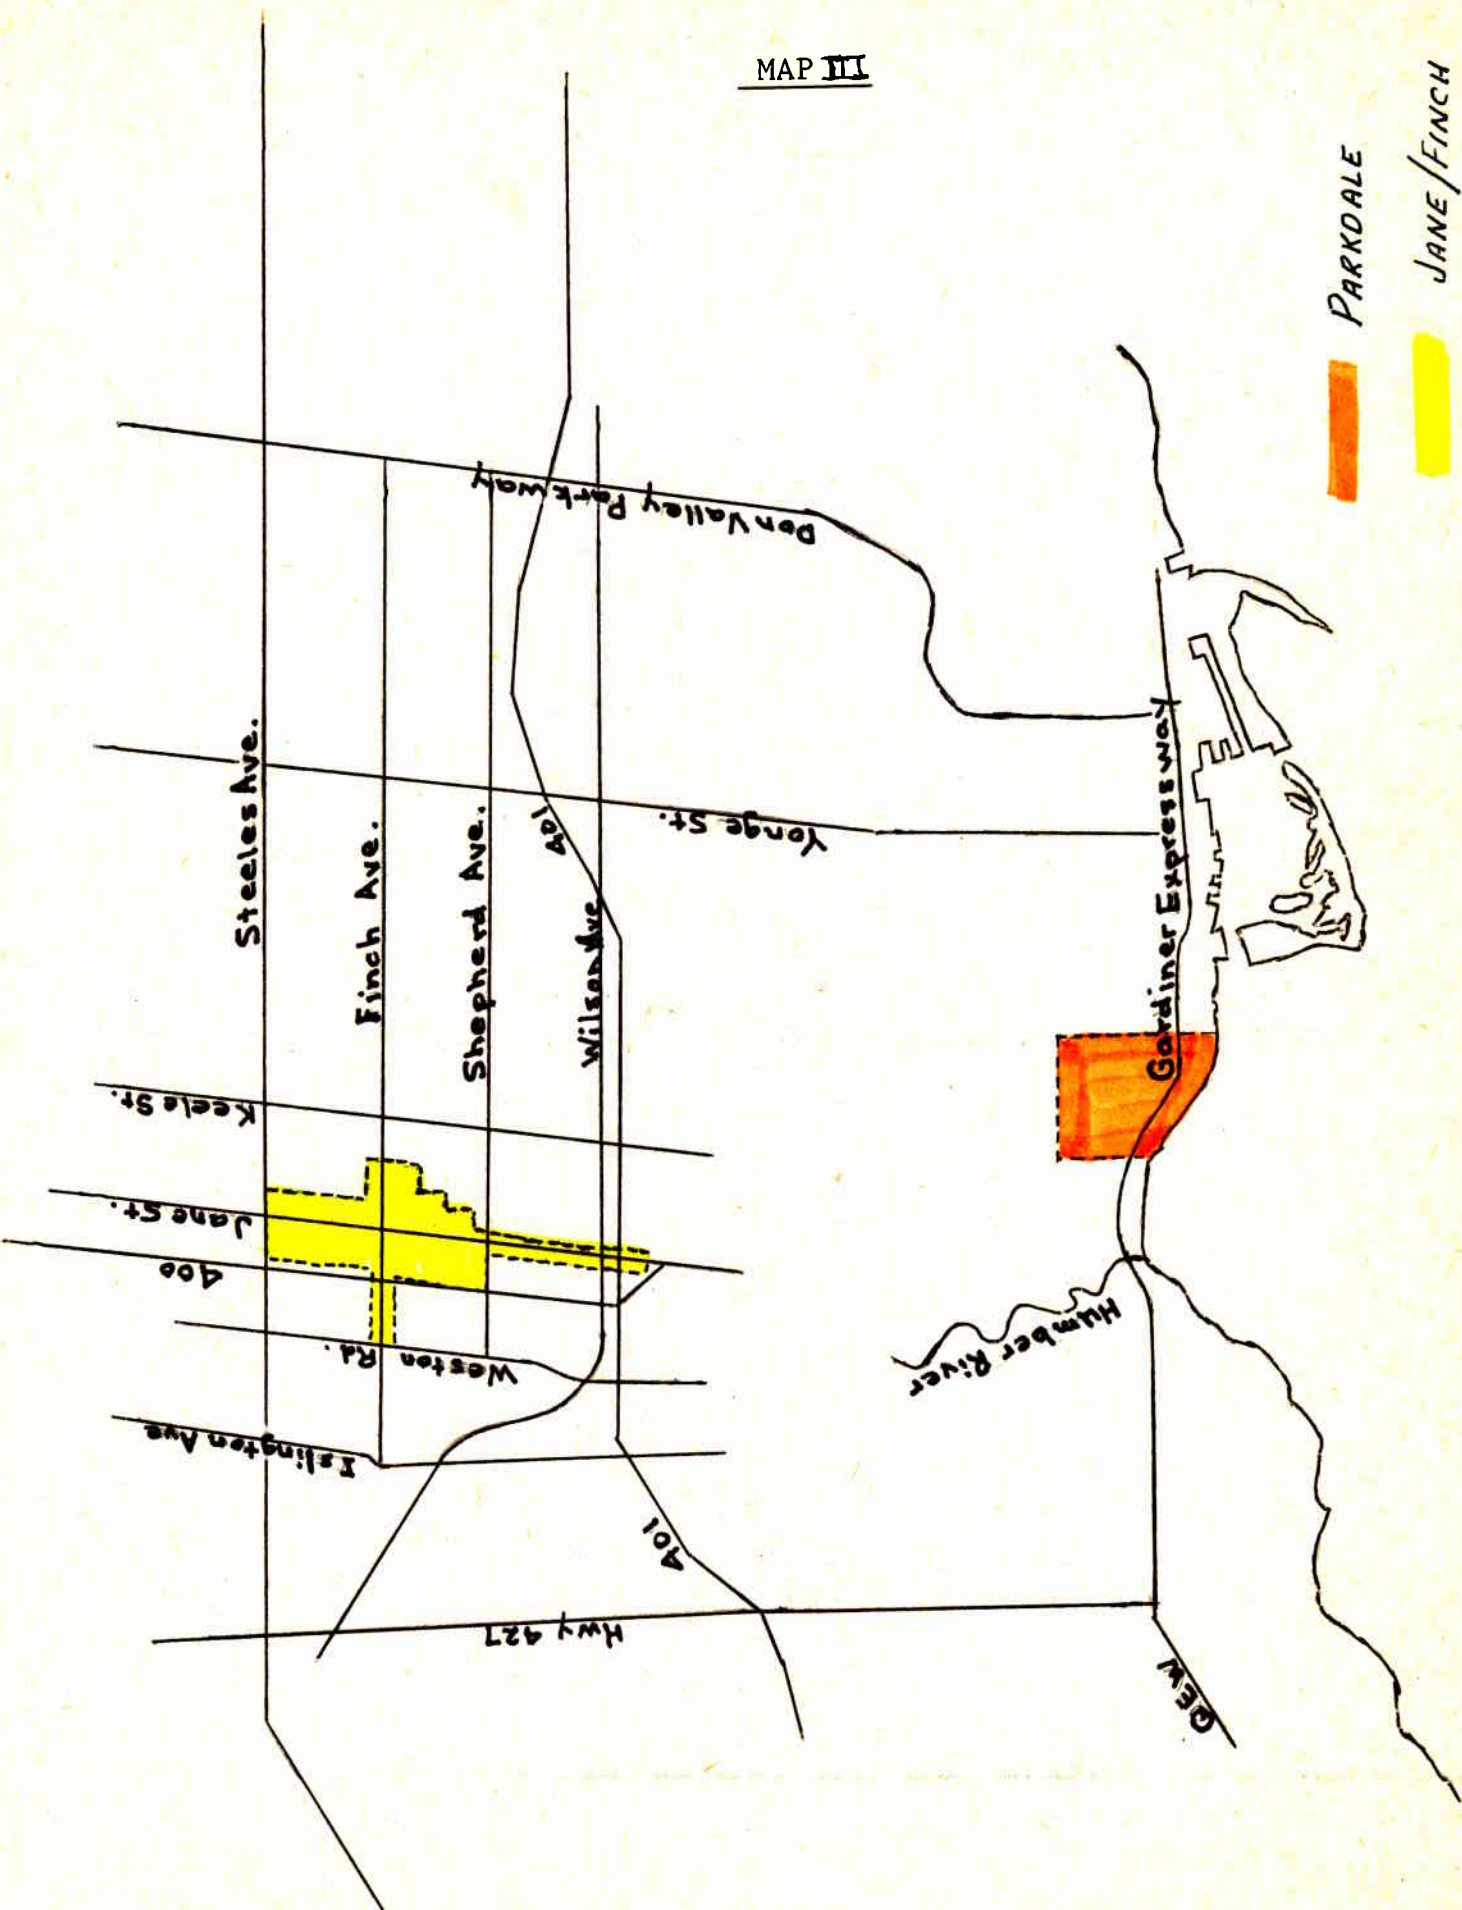 MAP III
PARKDALE
JANE/FINCH
Steeles Ave.
Finch Ave.
Shepherd Ave.
401
Wilson Ave
Don Valley Parkway
Yonge St.
Gardiner Expressway
Keele St.
Jane St.
400
Weston Rd.
Islington Ave
Humber River
401
Hwy 427
QEW